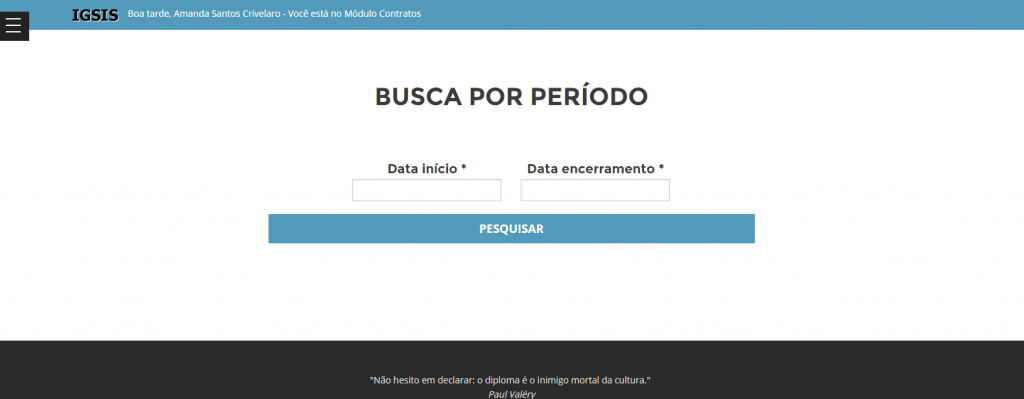 IGSIS Boa tarde, Amanda Santos Crivelaro - Você está no Módulo Contratos
BUSCA POR PERÍODO
Data início * Data encerramento *
PESQUISAR
"Não hesito em declarar: o diploma é o inimigo mortal da cultura."
Paul Valéry